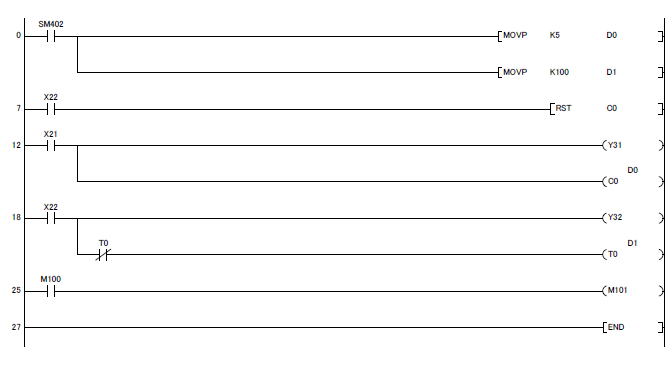 SM402
0 MOVP K5 D0
MOVP K100 D1
X22
7 RST C0
X21
12 Y31
D0
C0
X22
18 Y32
T0 D1
T0
M100
25 M101
27 END